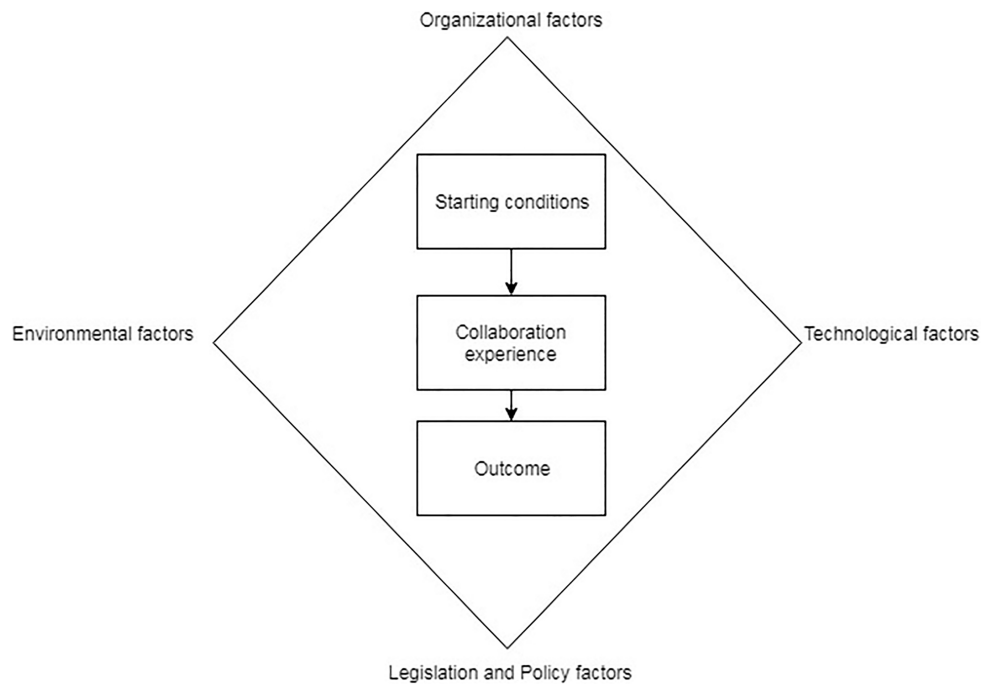 Organizational factors
Starting conditions
Environmental factors
Collaboration
experience
Technological factors
Outcome
Legislation and Policy factors